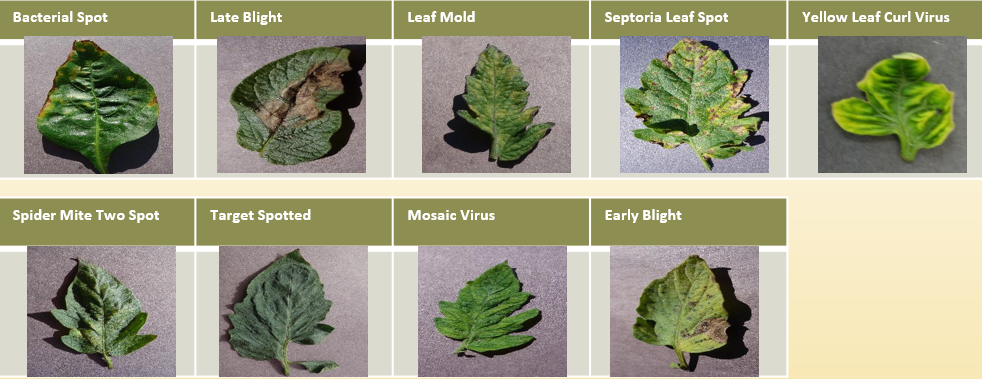 Bacterial Spot
Late Blight
Leaf Mold
Septoria Leaf Spot
Yellow Leaf Curl Virus
Spider Mite Two Spot
Target Spotted
Mosaic Virus
Early Blight